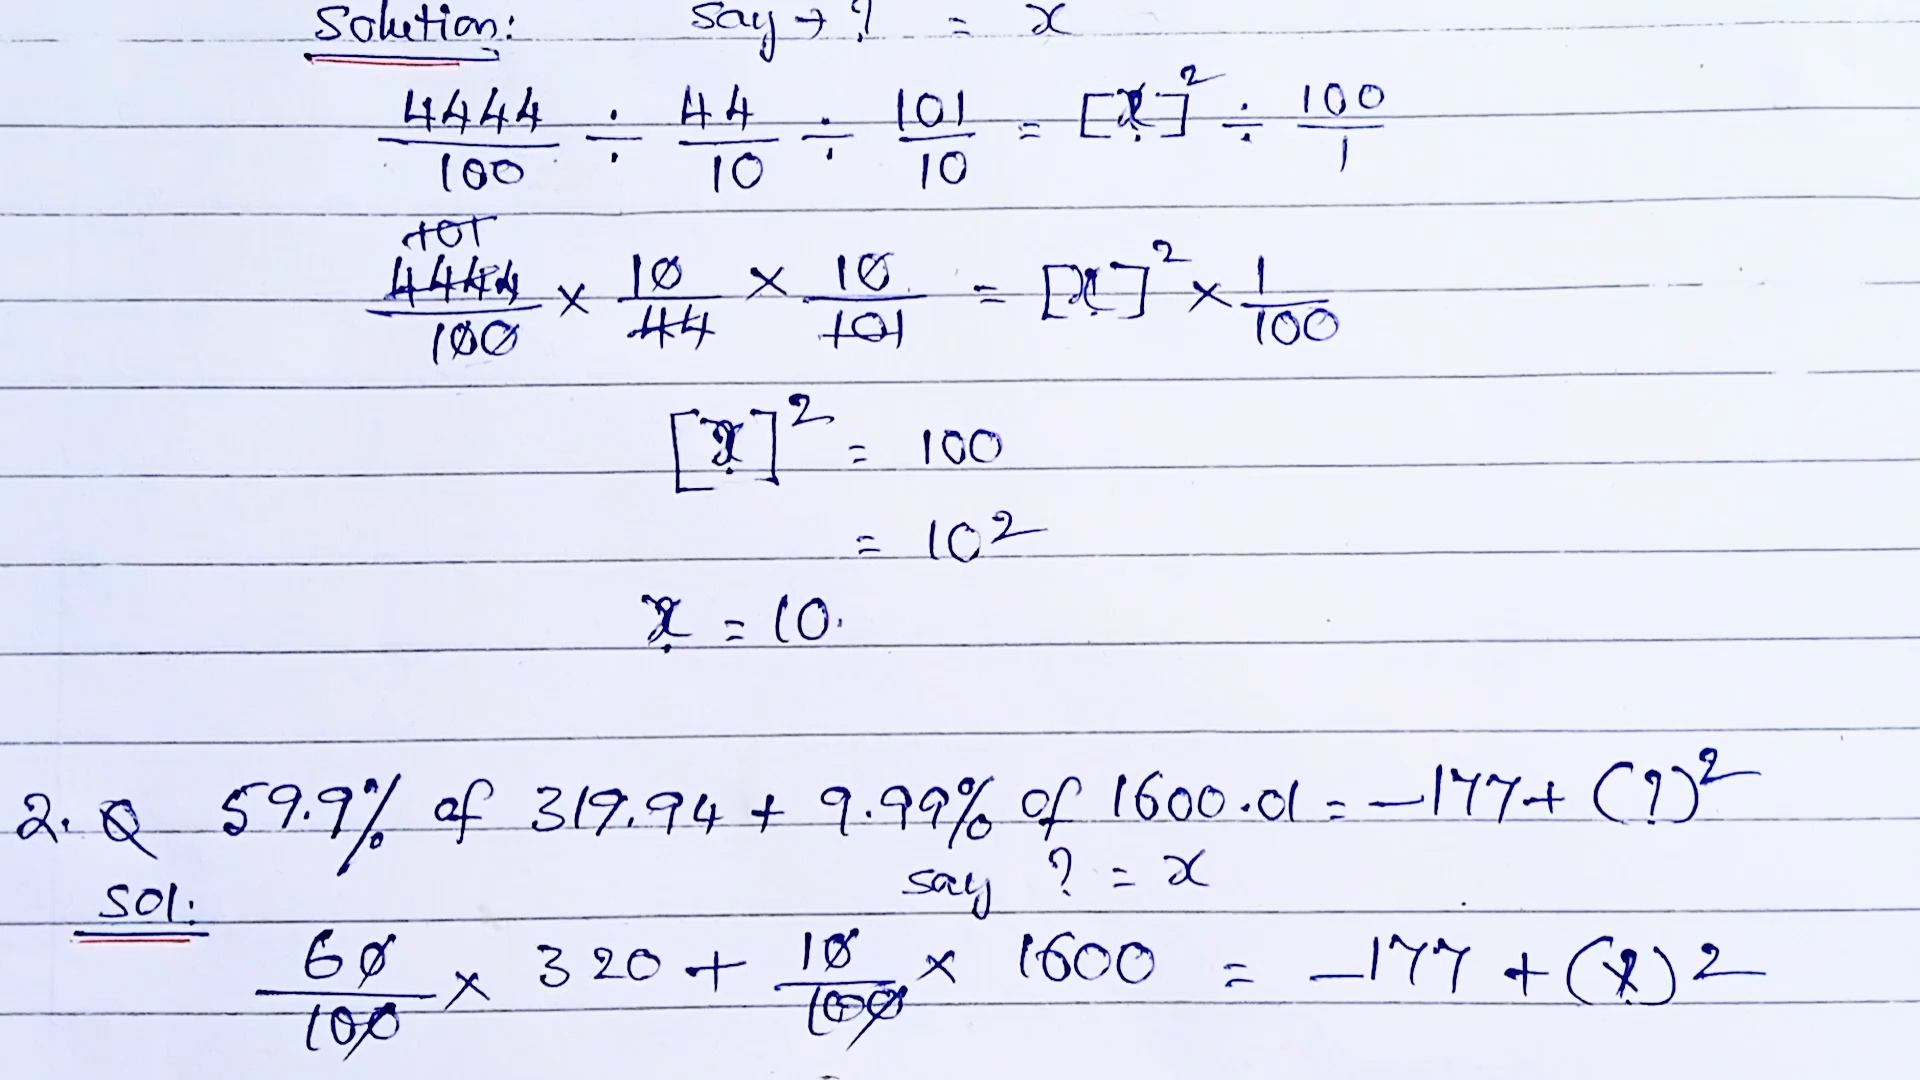 Solution: say → ? = x
4444/100 ÷ 44/10 ÷ 101/10 = [x]² ÷ 100/1
101
4444/100 × 10/44 × 10/101 = [x]² × 1/100
[x]² = 100
= 10²
x = 10.
2. Q 59.9% of 319.94 + 9.99% of 1600.01 = -177 + (?)²
say ? = x
Sol:
60/100 × 320 + 10/100 × 1600 = -177 + (x)²